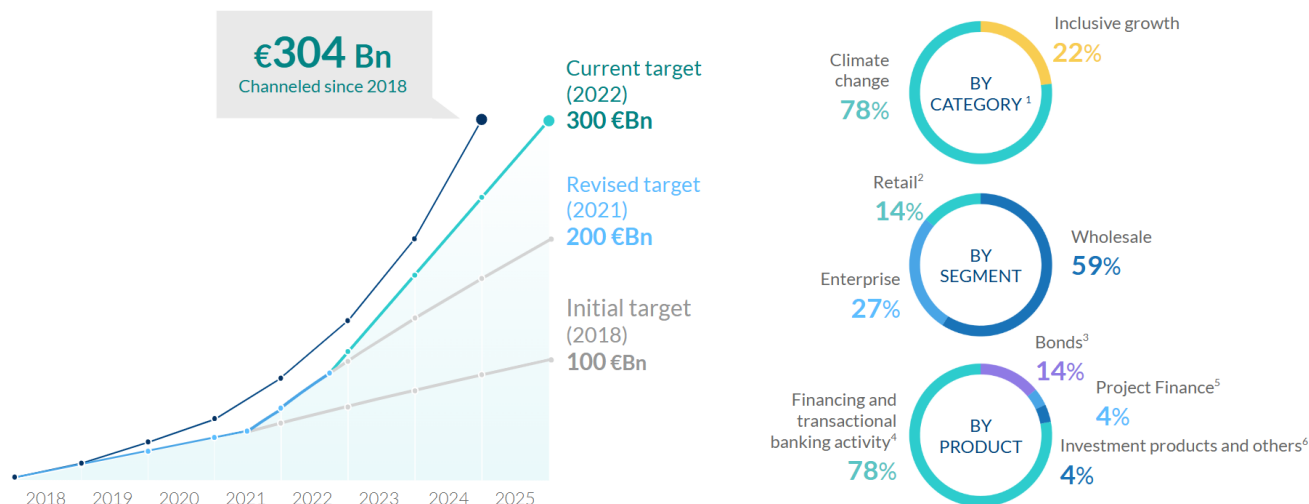 €304 Bn
Channeled since 2018
Current target
(2022)
300 €Bn
Revised target
(2021)
200 €Bn
Initial target
(2018)
100 €Bn
2018 2019 2020 2021 2022 2023 2024 2025
BY
CATEGORY ¹
Inclusive growth
22%
Climate
change
78%
BY
SEGMENT
Retail²
14%
Wholesale
59%
Enterprise
27%
BY
PRODUCT
Bonds³
14%
Project Finance⁵
4%
Investment products and others⁶
4%
Financing and
transactional
banking activity⁴
78%